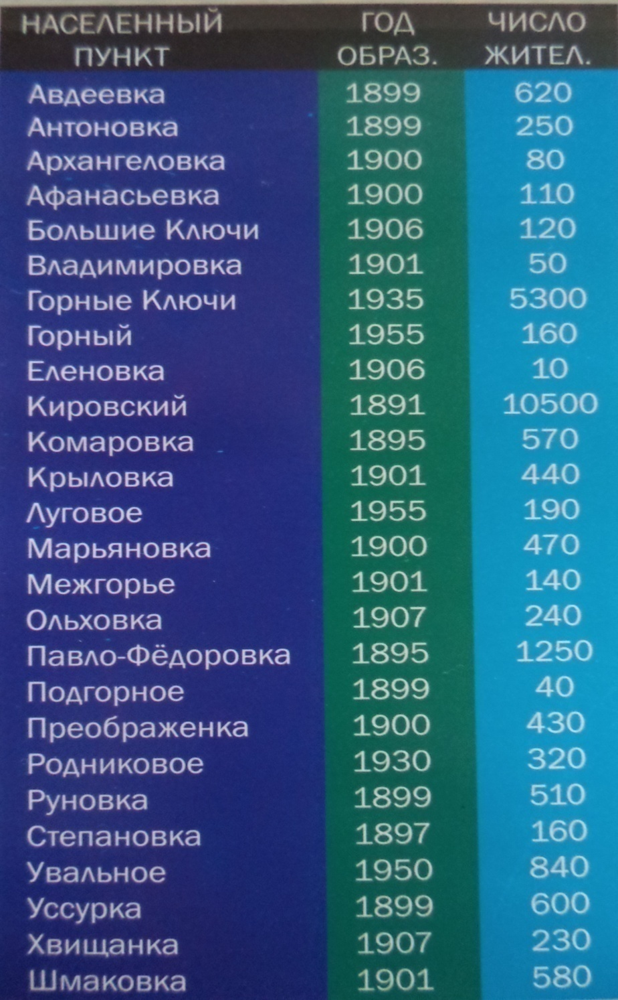 НАСЕЛЕННЫЙ ГОД ЧИСЛО
ПУНКТ ОБРАЗ. ЖИТЕЛ.
Авдеевка 1899 620
Антоновка 1899 250
Архангеловка 1900 80
Афанасьевка 1900 110
Большие Ключи 1906 120
Владимировка 1901 50
Горные Ключи 1935 5300
Горный 1955 160
Еленовка 1906 10
Кировский 1891 10500
Комаровка 1895 570
Крыловка 1901 440
Луговое 1955 190
Марьяновка 1900 470
Межгорье 1901 140
Ольховка 1907 240
Павло-Фёдоровка 1895 1250
Подгорное 1899 40
Преображенка 1900 430
Родниковое 1930 320
Руновка 1899 510
Степановка 1897 160
Увальное 1950 840
Уссурка 1899 600
Хвищанка 1907 230
Шмаковка 1901 580